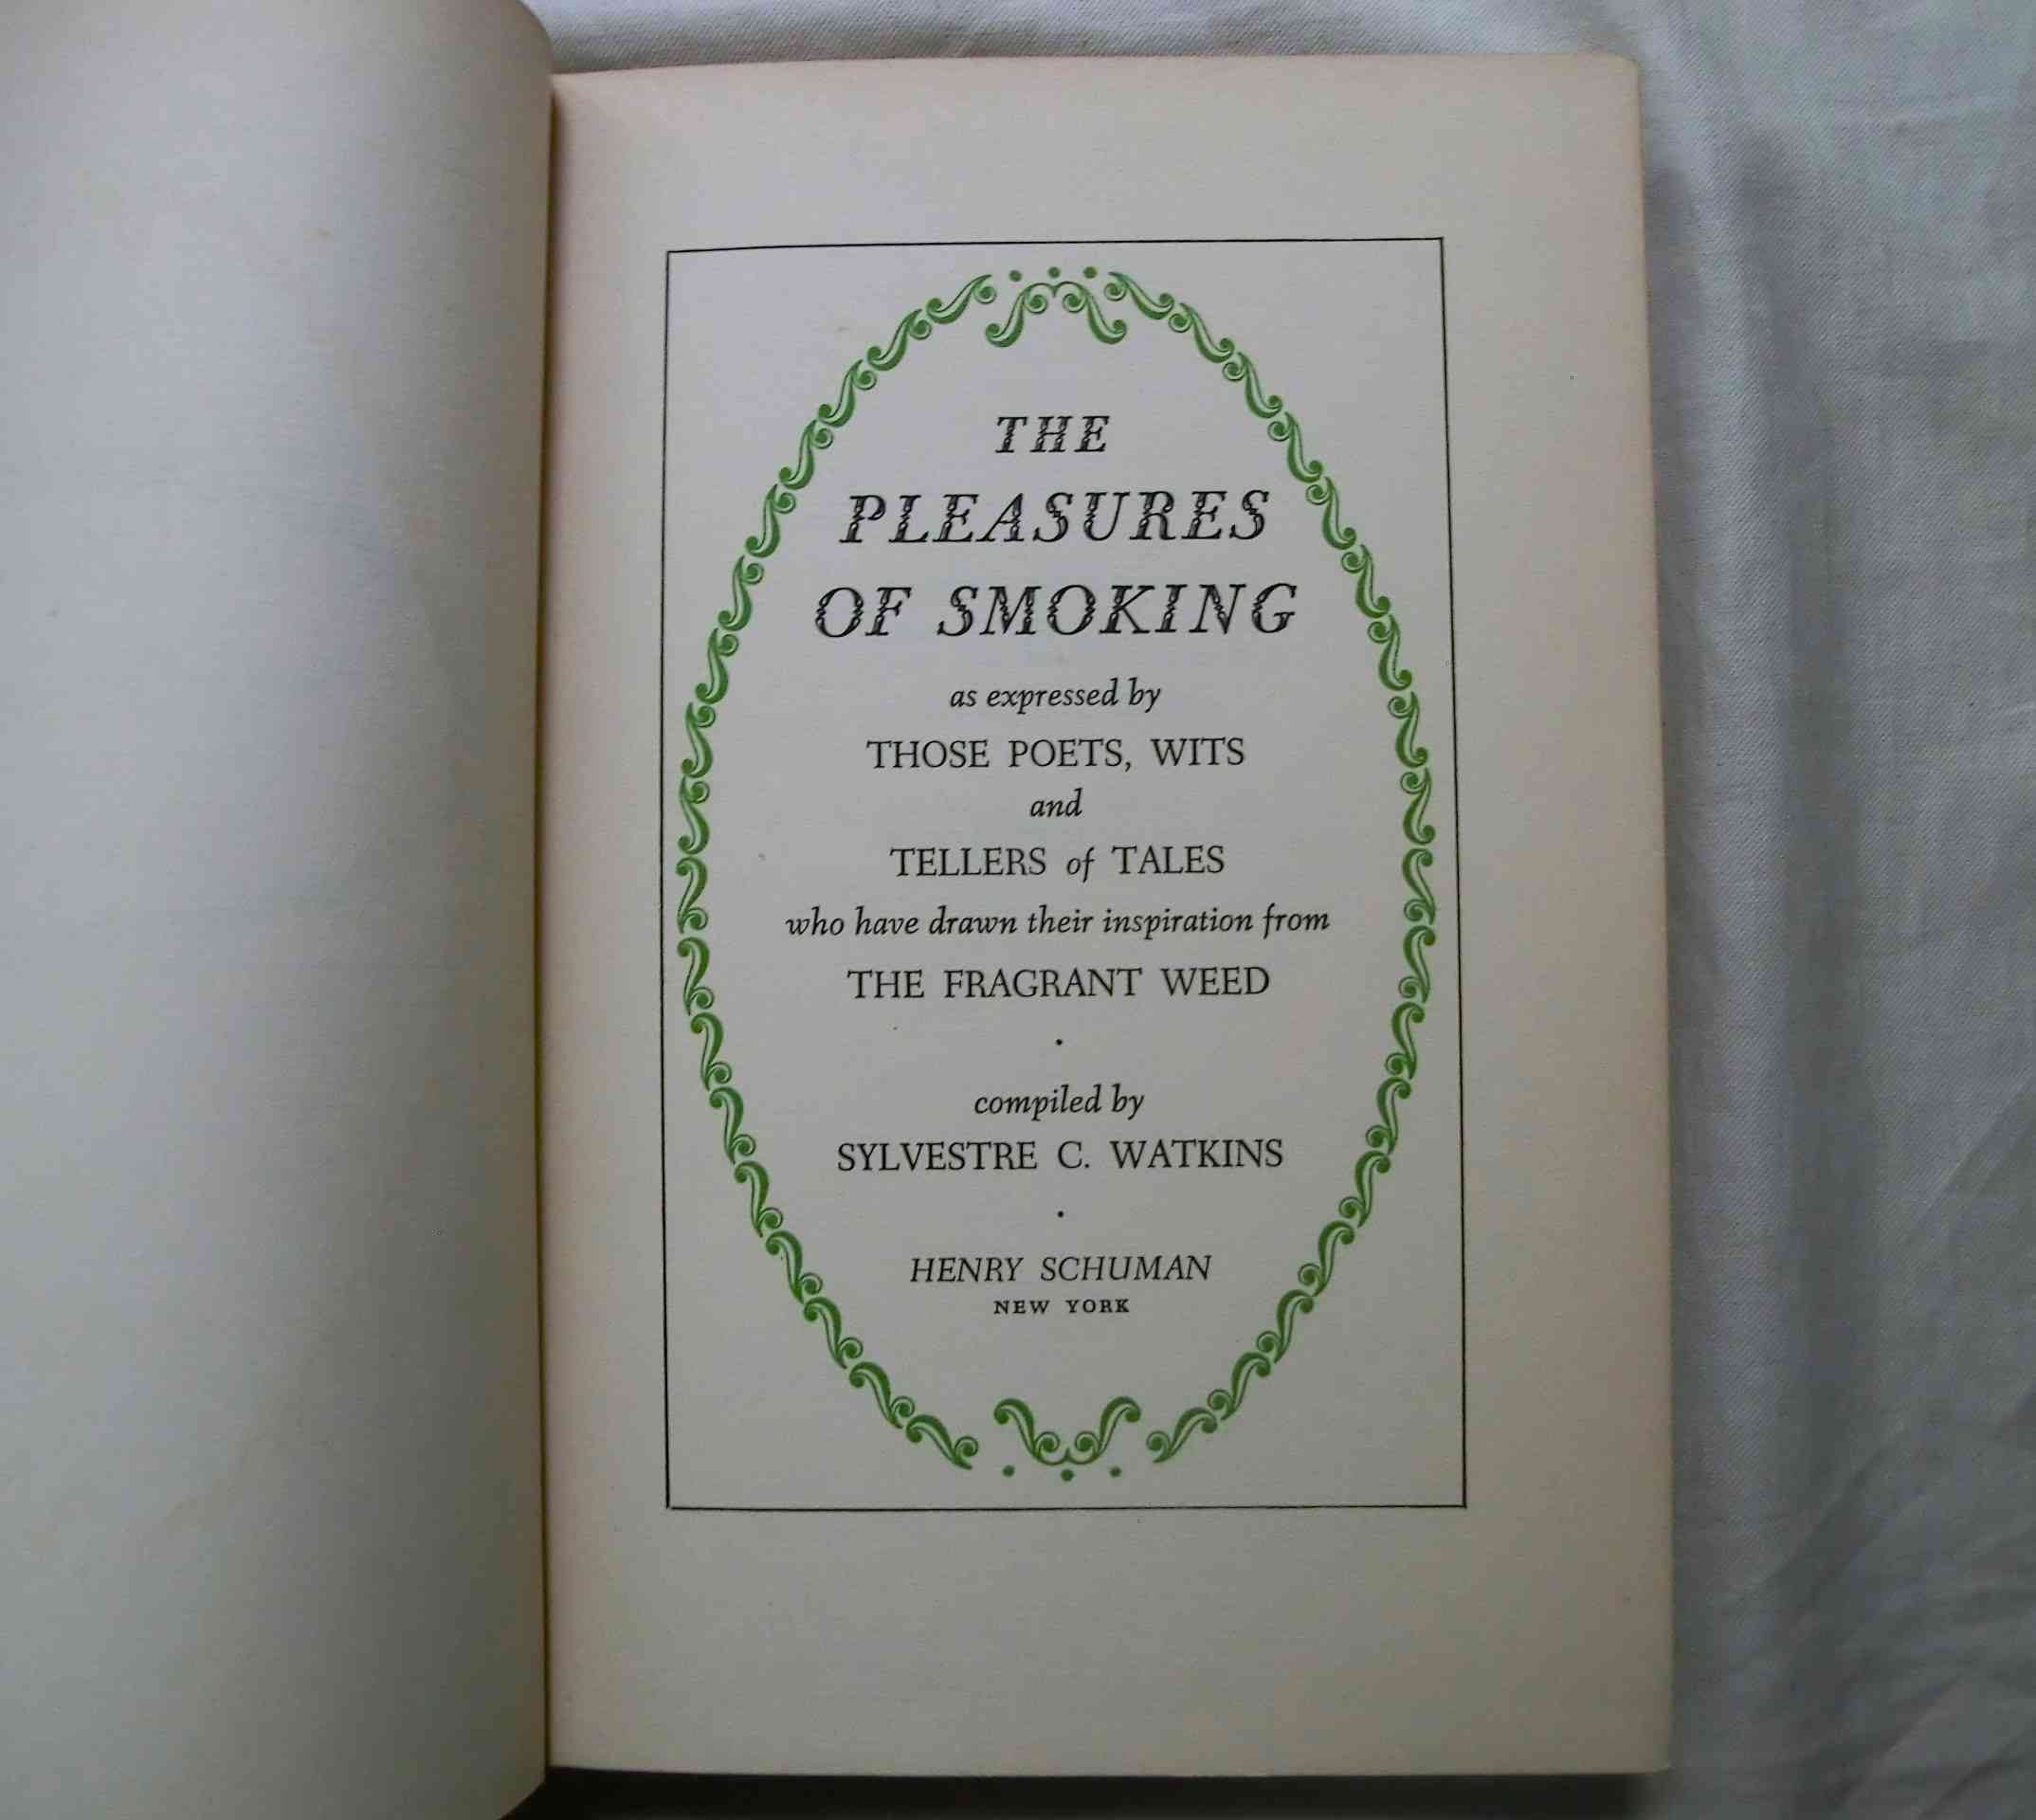 THE
PLEASURES
OF SMOKING
as expressed by
THOSE POETS, WITS
and
TELLERS of TALES
who have drawn their inspiration from
THE FRAGRANT WEED
·
compiled by
SYLVESTRE C. WATKINS
·
HENRY SCHUMAN
NEW YORK